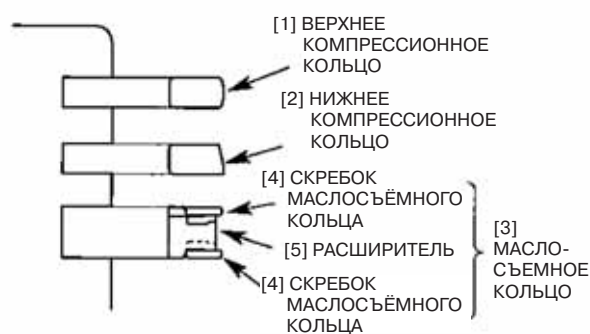 [1] ВЕРХНЕЕ
КОМПРЕССИОННОЕ
КОЛЬЦО
[2] НИЖНЕЕ
КОМПРЕССИОННОЕ
КОЛЬЦО
[4] СКРЕБОК
МАСЛОСЪЁМНОГО
КОЛЬЦА
[5] РАСШИРИТЕЛЬ
[4] СКРЕБОК
МАСЛОСЪЁМНОГО
КОЛЬЦА
[3]
МАСЛО-
СЪЕМНОЕ
КОЛЬЦО